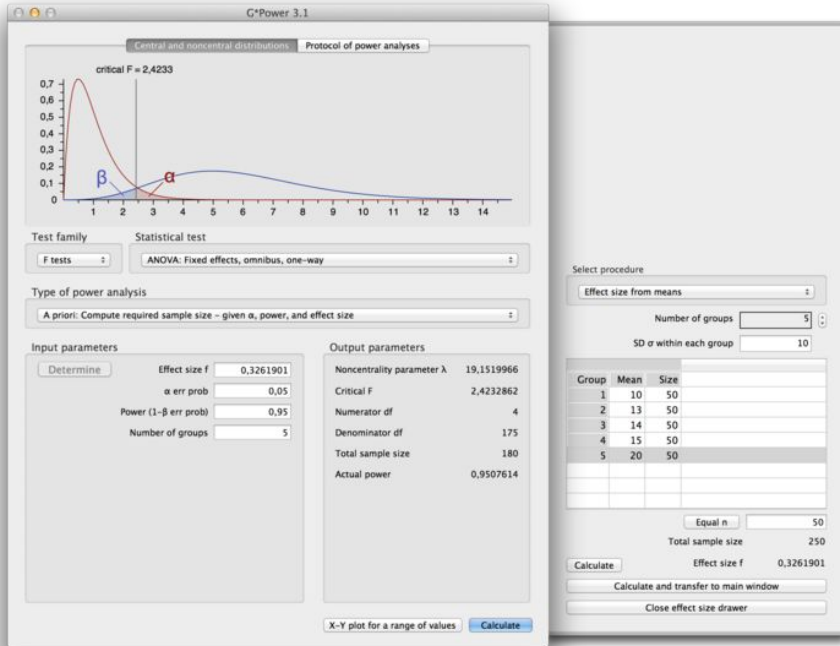 G*Power 3.1
Central and noncentral distributions Protocol of power analyses
critical F = 2,4233
0,7
0,6
0,5
0,4
0,3
0,2
0,1
0
β α
1 2 3 4 5 6 7 8 9 10 11 12 13 14
Test family Statistical test
F tests ANOVA: Fixed effects, omnibus, one-way
Type of power analysis
A priori: Compute required sample size – given α, power, and effect size
Input parameters
Determine Effect size f 0,3261901
α err prob 0,05
Power (1-β err prob) 0,95
Number of groups 5
Output parameters
Noncentrality parameter λ 19,1519966
Critical F 2,4232862
Numerator df 4
Denominator df 175
Total sample size 180
Actual power 0,9507614
X-Y plot for a range of values Calculate
Select procedure
Effect size from means
Number of groups 5
SD σ within each group 10
Group Mean Size
1 10 50
2 13 50
3 14 50
4 15 50
5 20 50
Equal n 50
Total sample size 250
Calculate Effect size f 0,3261901
Calculate and transfer to main window
Close effect size drawer